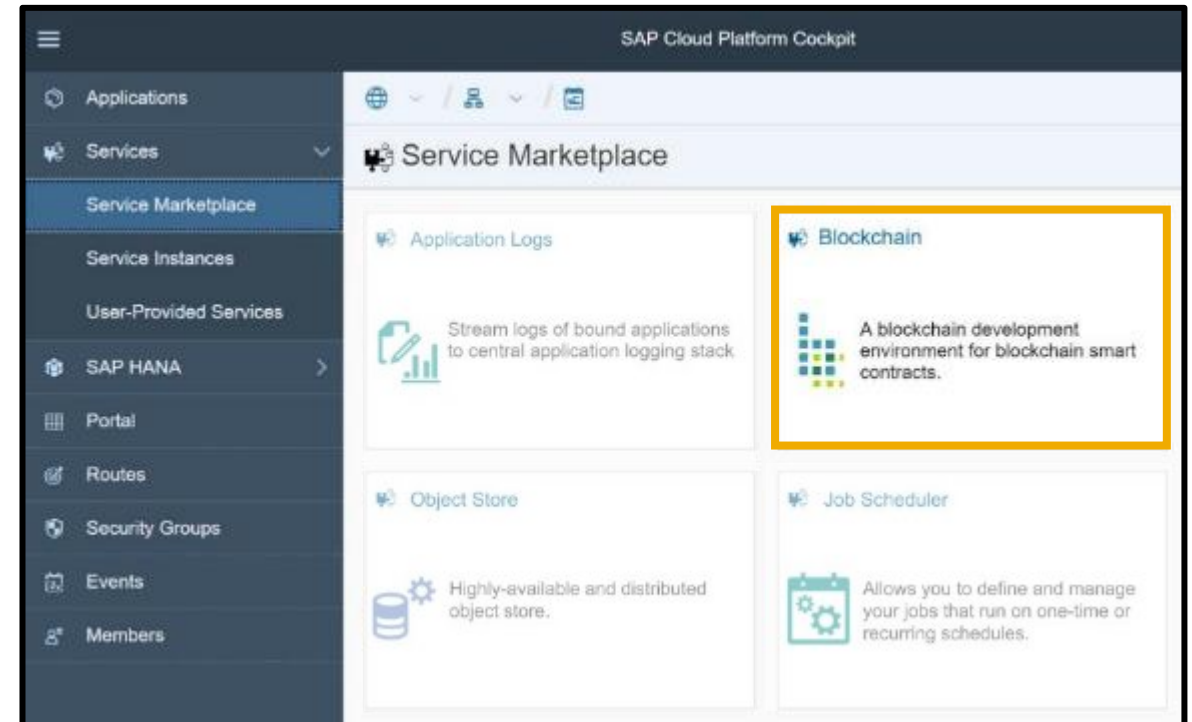 SAP Cloud Platform Cockpit
Applications
Services
Service Marketplace
Service Instances
User-Provided Services
SAP HANA
Portal
Routes
Security Groups
Events
Members
Service Marketplace
Application Logs
Stream logs of bound applications
to central application logging stack
Blockchain
A blockchain development
environment for blockchain smart
contracts.
Object Store
Highly-available and distributed
object store.
Job Scheduler
Allows you to define and manage
your jobs that run on one-time or
recurring schedules.